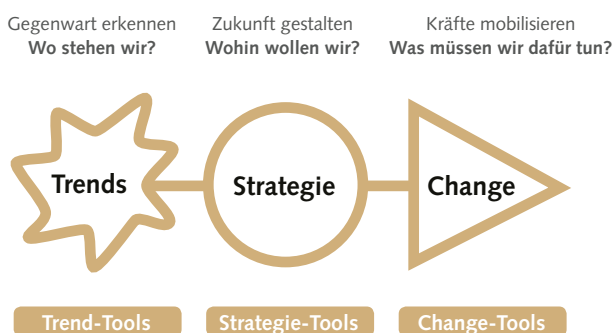 Gegenwart erkennen
Wo stehen wir?
Zukunft gestalten
Wohin wollen wir?
Kräfte mobilisieren
Was müssen wir dafür tun?
Trends
Strategie
Change
Trend-Tools
Strategie-Tools
Change-Tools